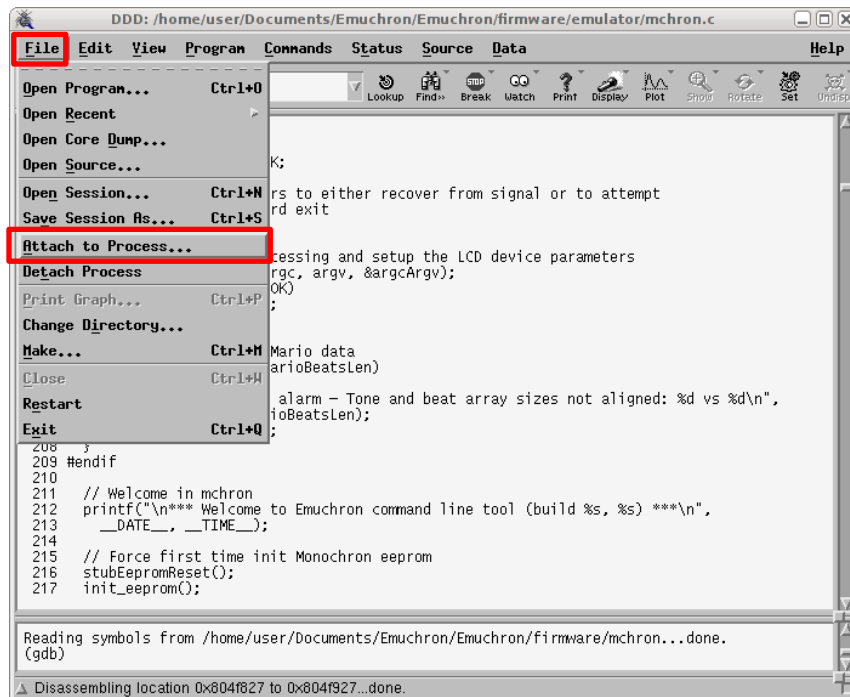 DDD: /home/user/Documents/Emuchron/Emuchron/firmware/emulator/mchron.c
File Edit View Program Commands Status Source Data Help
Lookup Find>> Break Watch Print Display Plot Show Rotate Set Undisp
Open Program... Ctrl+O
Open Recent
Open Core Dump...
Open Source...
Open Session... Ctrl+N
Save Session As... Ctrl+S
Attach to Process...
Detach Process
Print Graph... Ctrl+P
Change Directory...
Make... Ctrl+M
Close Ctrl+W
Restart
Exit Ctrl+Q
K;
rs to either recover from signal or to attempt
rd exit
cessing and setup the LCD device parameters
rgc, argv, &argcArgv);
OK)
;
Mario data
arioBeatsLen)
alarm – Tone and beat array sizes not aligned: %d vs %d\n",
ioBeatsLen);
;
208 }
209 #endif
210
211 // Welcome in mchron
212 printf("\n*** Welcome to Emuchron command line tool (build %s, %s) ***\n",
213 __DATE__, __TIME__);
214
215 // Force first time init Monochron eeprom
216 stubEepromReset();
217 init_eeprom();
Reading symbols from /home/user/Documents/Emuchron/Emuchron/firmware/mchron...done.
(gdb)
Disassembling location 0x804f827 to 0x804f927...done.